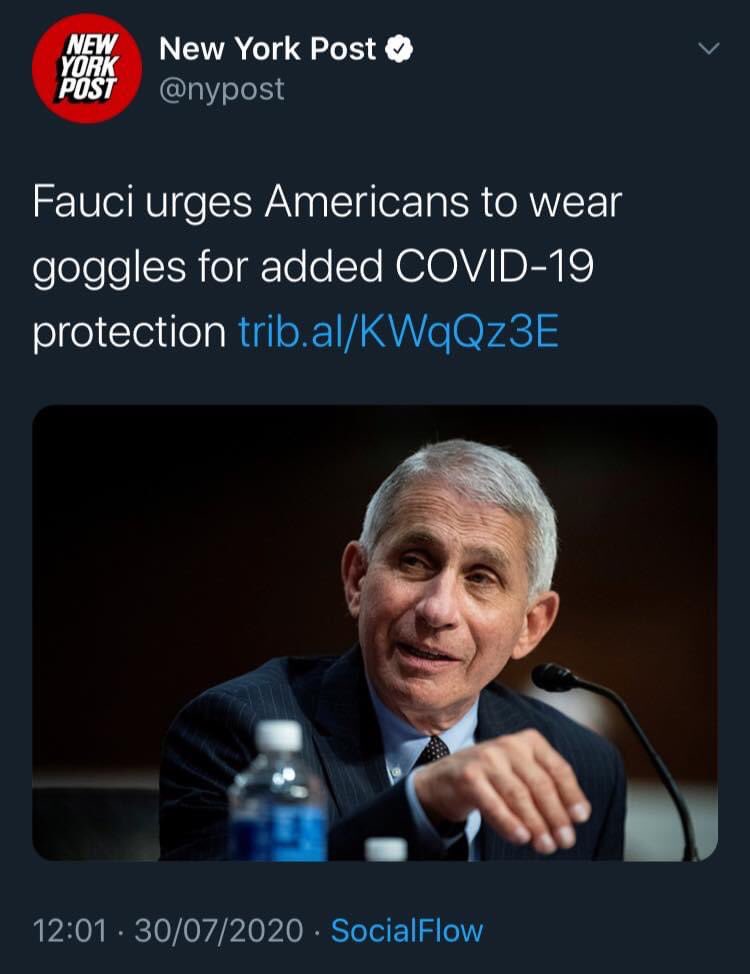 NEW
YORK
POST
New York Post
@nypost
Fauci urges Americans to wear
goggles for added COVID-19
protection trib.al/KWqQz3E
12:01 · 30/07/2020 · SocialFlow